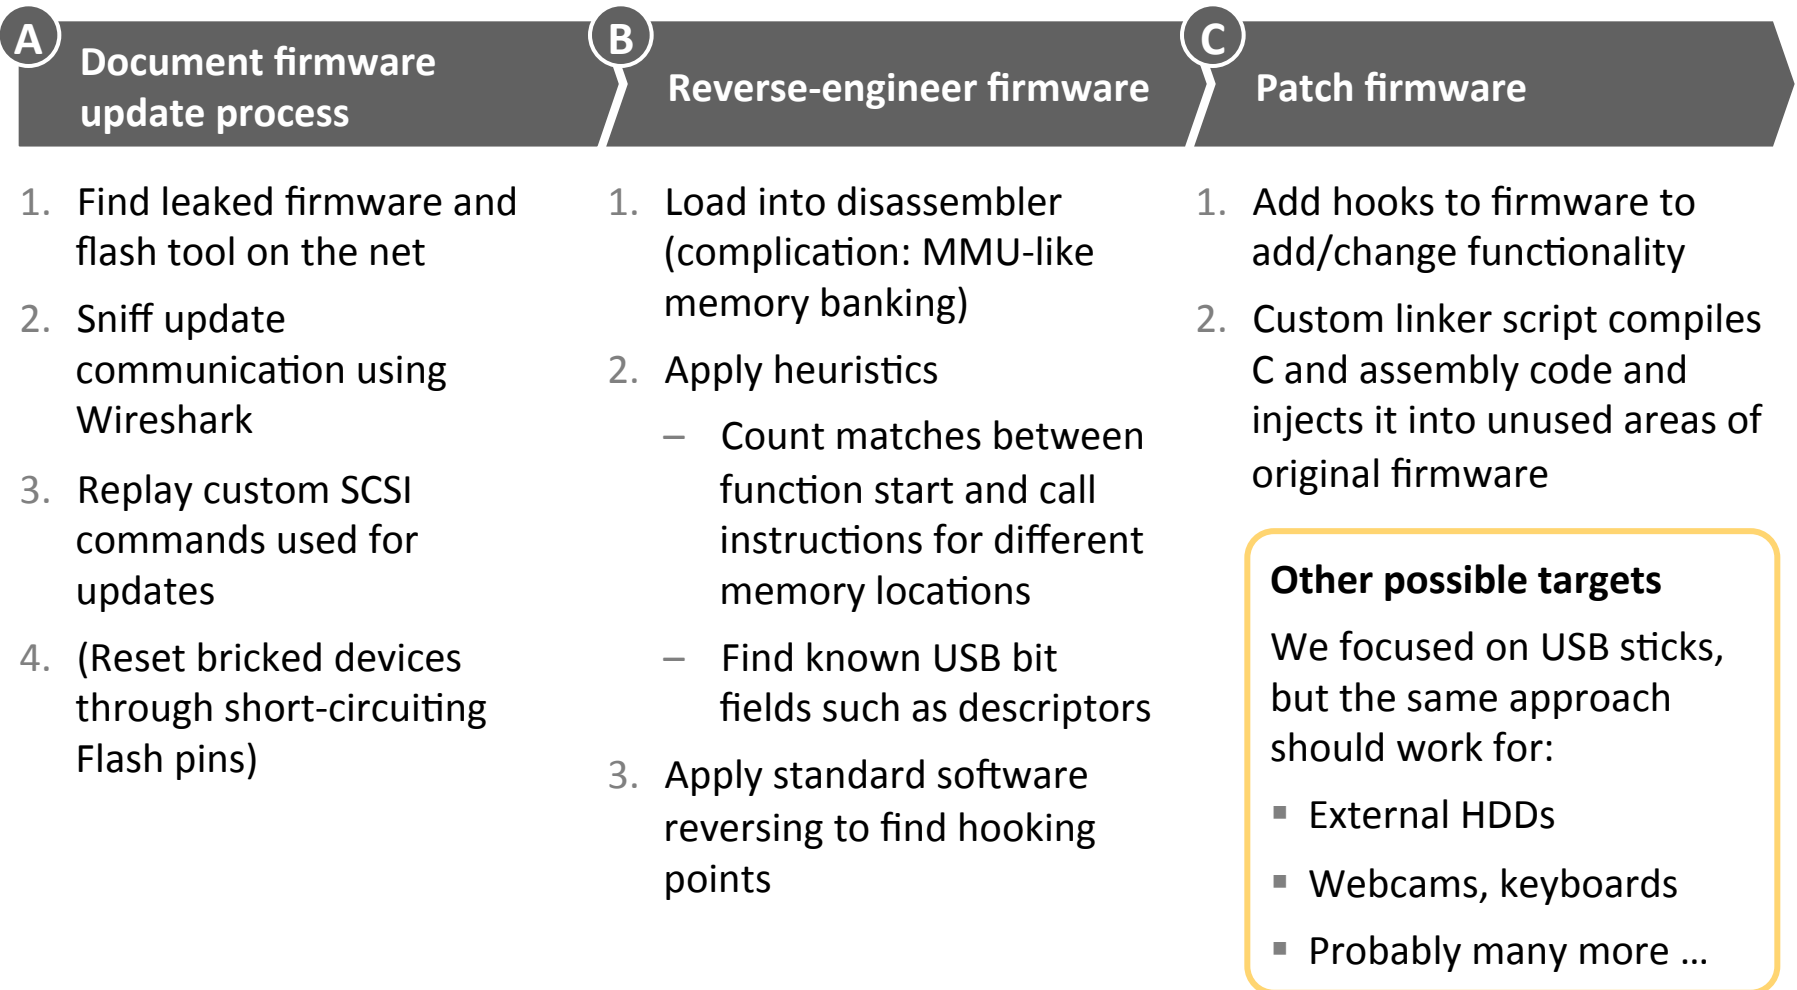 A
Document firmware
update process
1. Find leaked firmware and
flash tool on the net
2. Sniff update
communication using
Wireshark
3. Replay custom SCSI
commands used for
updates
4. (Reset bricked devices
through short-circuiting
Flash pins)
B
Reverse-engineer firmware
1. Load into disassembler
(complication: MMU-like
memory banking)
2. Apply heuristics
– Count matches between
function start and call
instructions for different
memory locations
– Find known USB bit
fields such as descriptors
3. Apply standard software
reversing to find hooking
points
C
Patch firmware
1. Add hooks to firmware to
add/change functionality
2. Custom linker script compiles
C and assembly code and
injects it into unused areas of
original firmware
Other possible targets
We focused on USB sticks,
but the same approach
should work for:
▪ External HDDs
▪ Webcams, keyboards
▪ Probably many more …